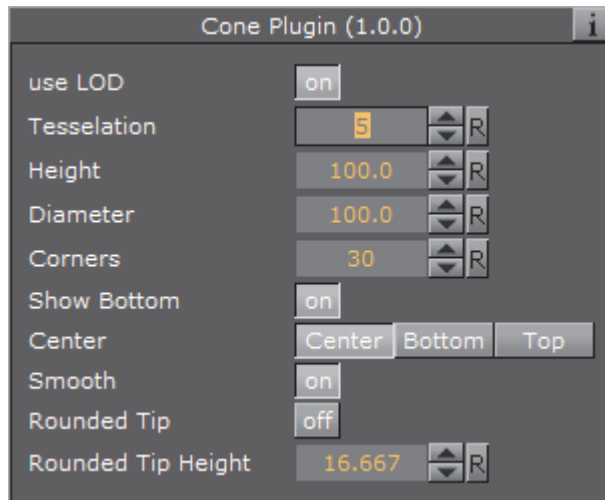 Cone Plugin (1.0.0) i
use LOD on
Tesselation 5 R
Height 100.0 R
Diameter 100.0 R
Corners 30 R
Show Bottom on
Center Center Bottom Top
Smooth on
Rounded Tip off
Rounded Tip Height 16.667 R